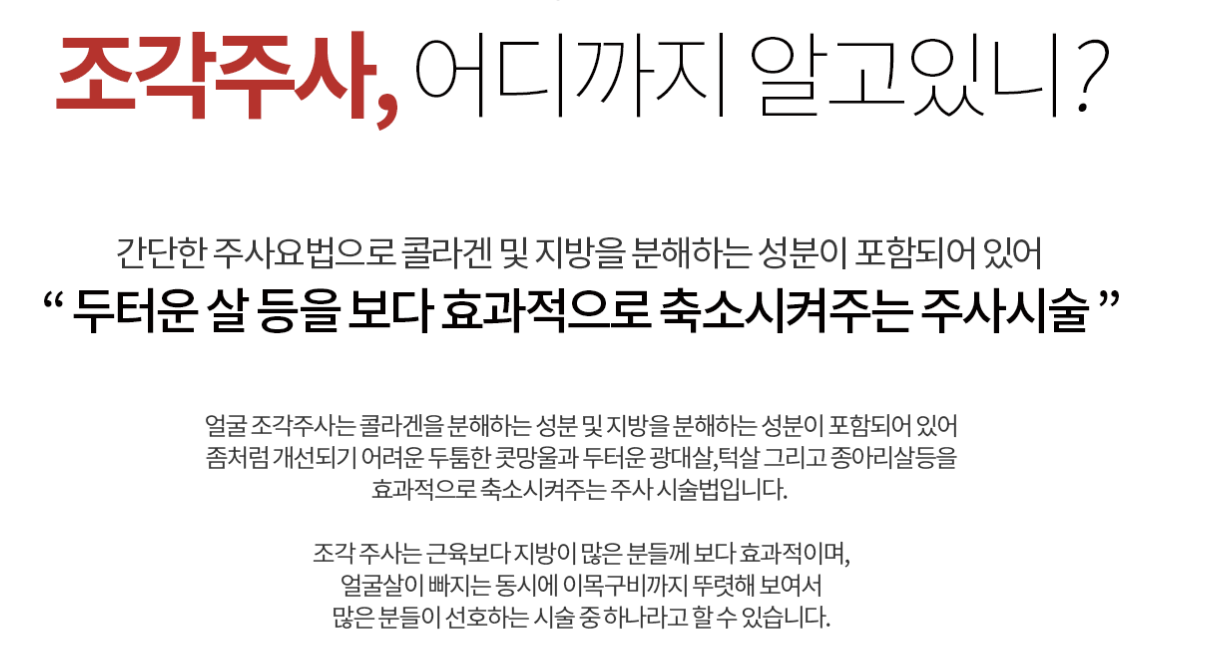 조각주사, 어디까지 알고있니?
간단한 주사요법으로 콜라겐 및 지방을 분해하는 성분이 포함되어 있어
“ 두터운 살 등을 보다 효과적으로 축소시켜주는 주사시술 ”
얼굴 조각주사는 콜라겐을 분해하는 성분 및 지방을 분해하는 성분이 포함되어 있어
좀처럼 개선되기 어려운 두툼한 콧망울과 두터운 광대살,턱살 그리고 종아리살등을
효과적으로 축소시켜주는 주사 시술법입니다.
조각 주사는 근육보다 지방이 많은 분들께 보다 효과적이며,
얼굴살이 빠지는 동시에 이목구비까지 뚜렷해 보여서
많은 분들이 선호하는 시술 중 하나라고 할 수 있습니다.